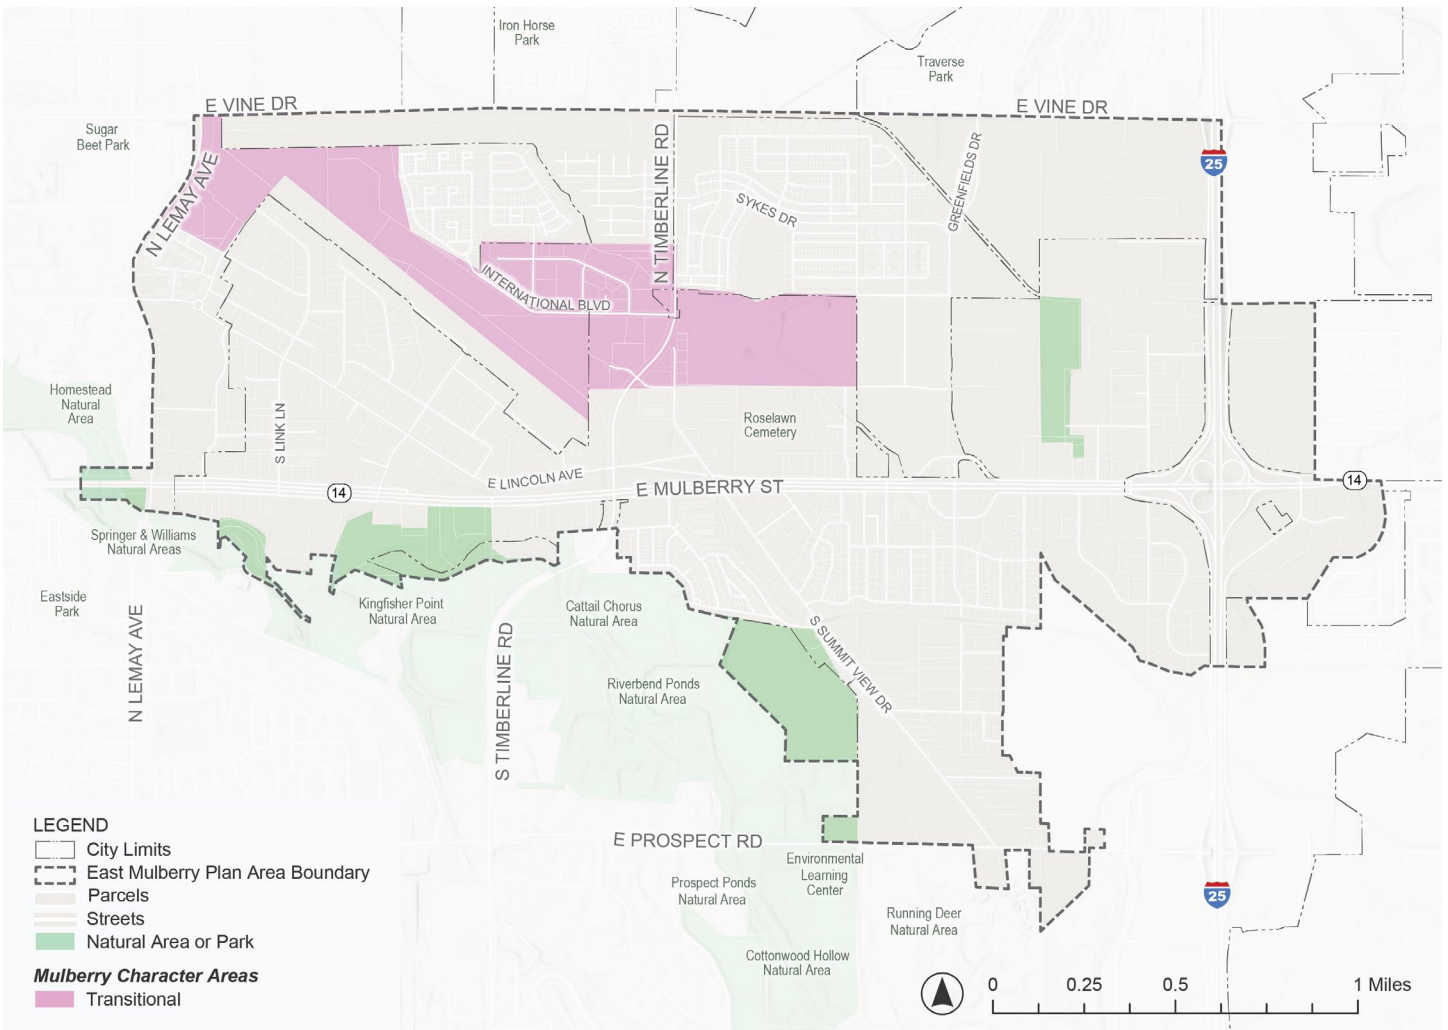 Iron Horse
Park
Traverse
Park
E VINE DR
E VINE DR
Sugar
Beet Park
N LEMAY AVE
N TIMBERLINE RD
SYKES DR
GREENFIELDS DR
25
INTERNATIONAL BLVD
Homestead
Natural
Area
S LINK LN
Roselawn
Cemetery
E LINCOLN AVE
14
E MULBERRY ST
14
Springer & Williams
Natural Areas
Eastside
Park
Kingfisher Point
Natural Area
Cattail Chorus
Natural Area
N LEMAY AVE
S TIMBERLINE RD
S SUMMIT VIEW DR
Riverbend Ponds
Natural Area
E PROSPECT RD
Environmental
Learning
Center
Prospect Ponds
Natural Area
25
Running Deer
Natural Area
Cottonwood Hollow
Natural Area
LEGEND
City Limits
East Mulberry Plan Area Boundary
Parcels
Streets
Natural Area or Park
Mulberry Character Areas
Transitional
0 0.25 0.5 1 Miles